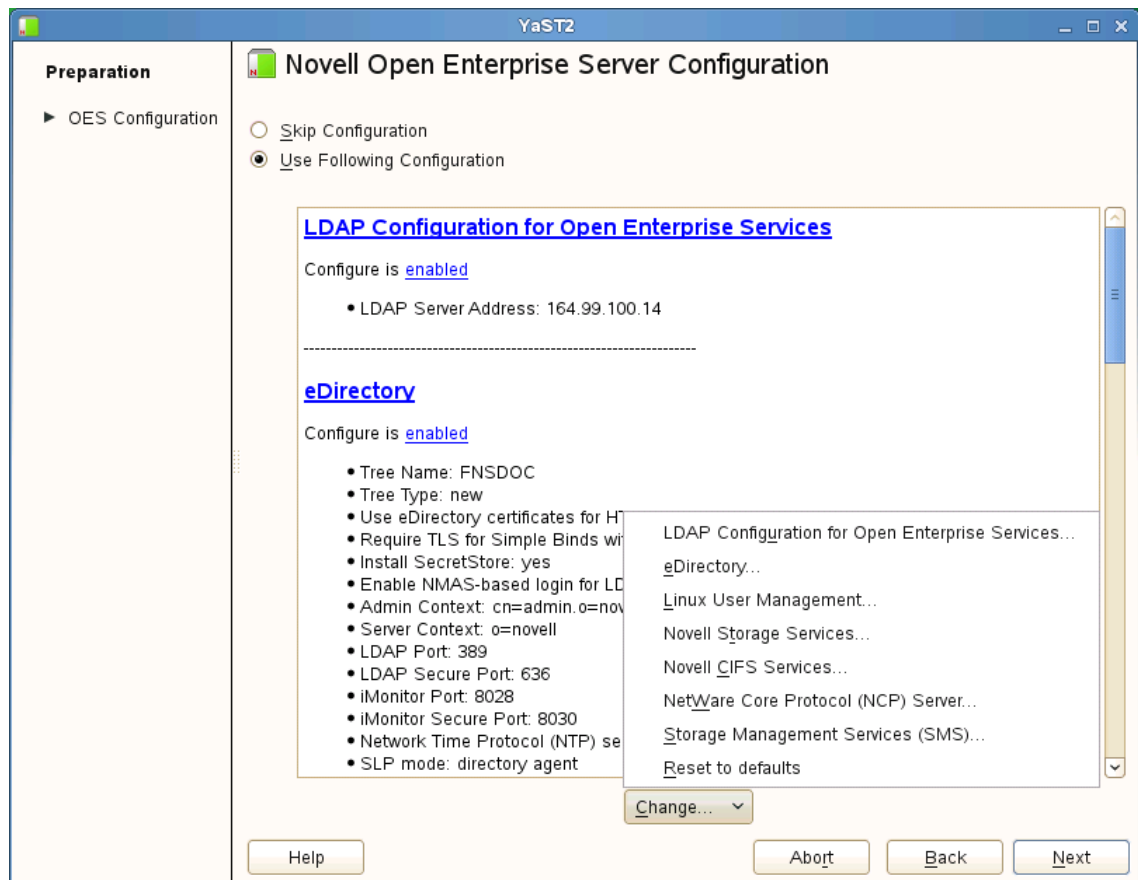 YaST2
Preparation
OES Configuration
Novell Open Enterprise Server Configuration
Skip Configuration
Use Following Configuration
LDAP Configuration for Open Enterprise Services
Configure is enabled
• LDAP Server Address: 164.99.100.14
----------------------------------------------------------------------
eDirectory
Configure is enabled
• Tree Name: FNSDOC
• Tree Type: new
• Use eDirectory certificates for
• Require TLS for Simple Binds
• Install SecretStore: yes
• Enable NMAS-based login for
• Admin Context: cn=admin.o=nov
• Server Context: o=novell
• LDAP Port: 389
• LDAP Secure Port: 636
• iMonitor Port: 8028
• iMonitor Secure Port: 8030
• Network Time Protocol (NTP) se
• SLP mode: directory agent
LDAP Configuration for Open Enterprise Services...
eDirectory...
Linux User Management...
Novell Storage Services...
Novell CIFS Services...
NetWare Core Protocol (NCP) Server...
Storage Management Services (SMS)...
Reset to defaults
Change...
Help
Abort
Back
Next